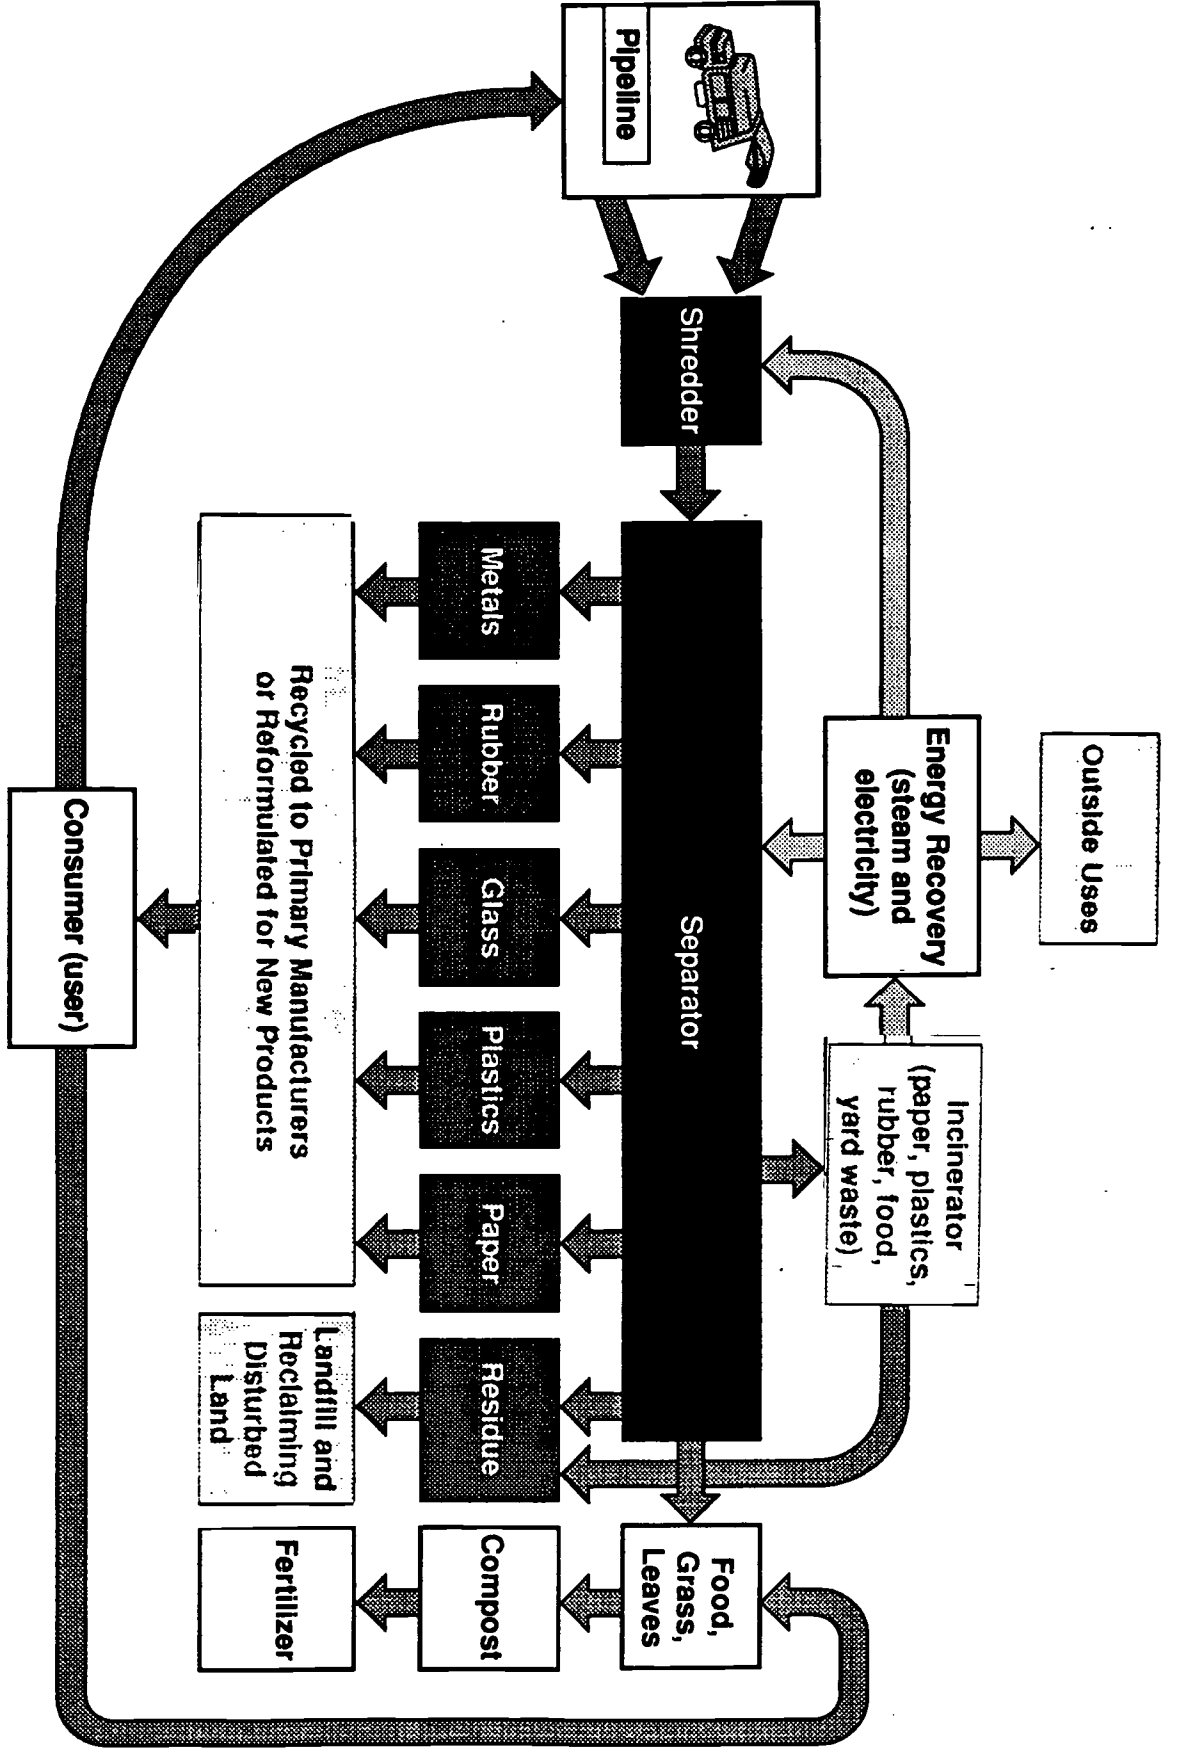 Outside Uses
Energy Recovery
(steam and
electricity)
Incinerator
(paper, plastics,
rubber, food,
yard waste)
Pipeline
Shredder
Separator
Food,
Grass,
Leaves
Metals
Rubber
Glass
Plastics
Paper
Residue
Compost
Recycled to Primary Manufacturers
or Reformulated for New Products
Landfill and
Reclaiming
Disturbed
Land
Fertilizer
Consumer (user)